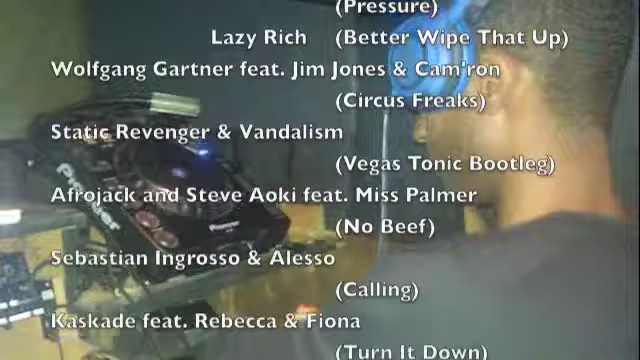 (Pressure)
Lazy Rich (Better Wipe That Up)
Wolfgang Gartner feat. Jim Jones & Cam'ron
(Circus Freaks)
Static Revenger & Vandalism
(Vegas Tonic Bootleg)
Afrojack and Steve Aoki feat. Miss Palmer
(No Beef)
Sebastian Ingrosso & Alesso
(Calling)
Kaskade feat. Rebecca & Fiona
(Turn It Down)
Pioneer